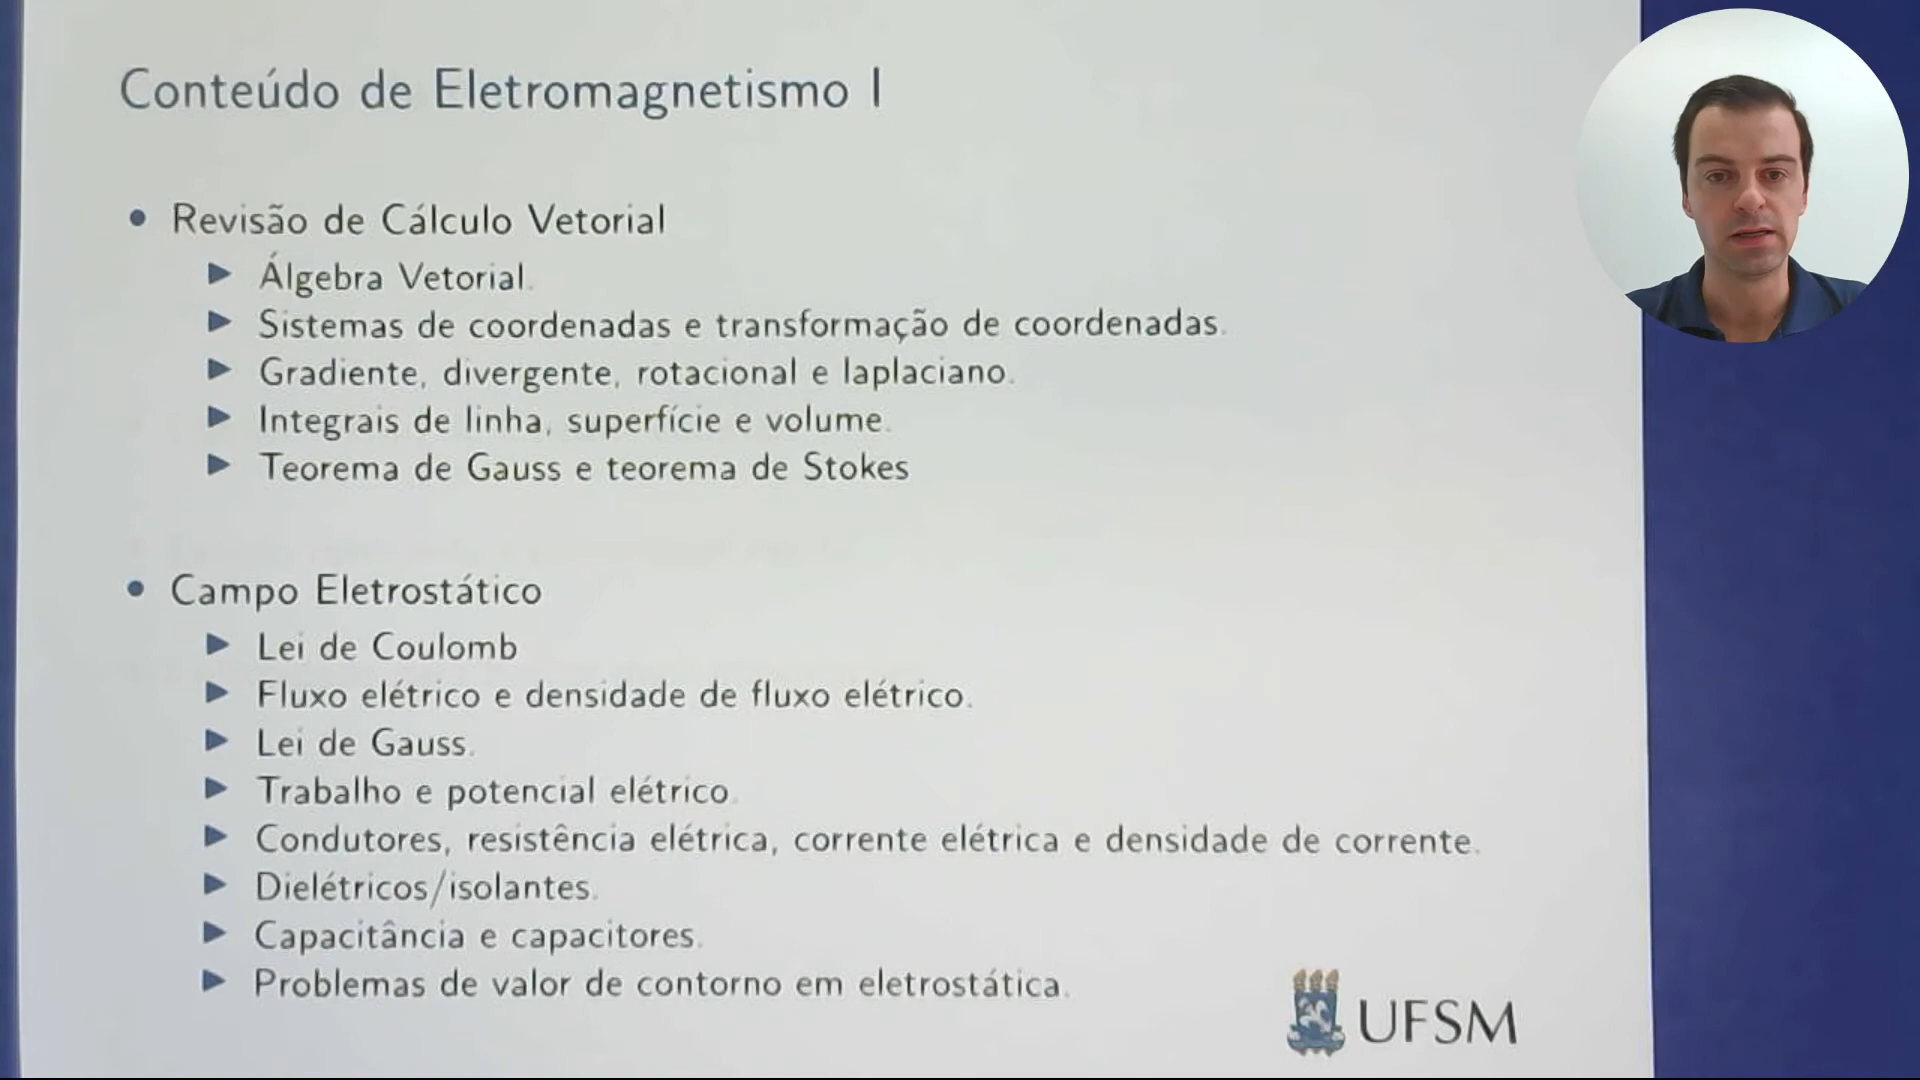 Conteúdo de Eletromagnetismo I
• Revisão de Cálculo Vetorial
▶ Álgebra Vetorial.
▶ Sistemas de coordenadas e transformação de coordenadas.
▶ Gradiente, divergente, rotacional e laplaciano.
▶ Integrais de linha, superfície e volume.
▶ Teorema de Gauss e teorema de Stokes
• Campo Eletrostático
▶ Lei de Coulomb
▶ Fluxo elétrico e densidade de fluxo elétrico.
▶ Lei de Gauss.
▶ Trabalho e potencial elétrico.
▶ Condutores, resistência elétrica, corrente elétrica e densidade de corrente.
▶ Dielétricos/isolantes.
▶ Capacitância e capacitores.
▶ Problemas de valor de contorno em eletrostática.
UFSM